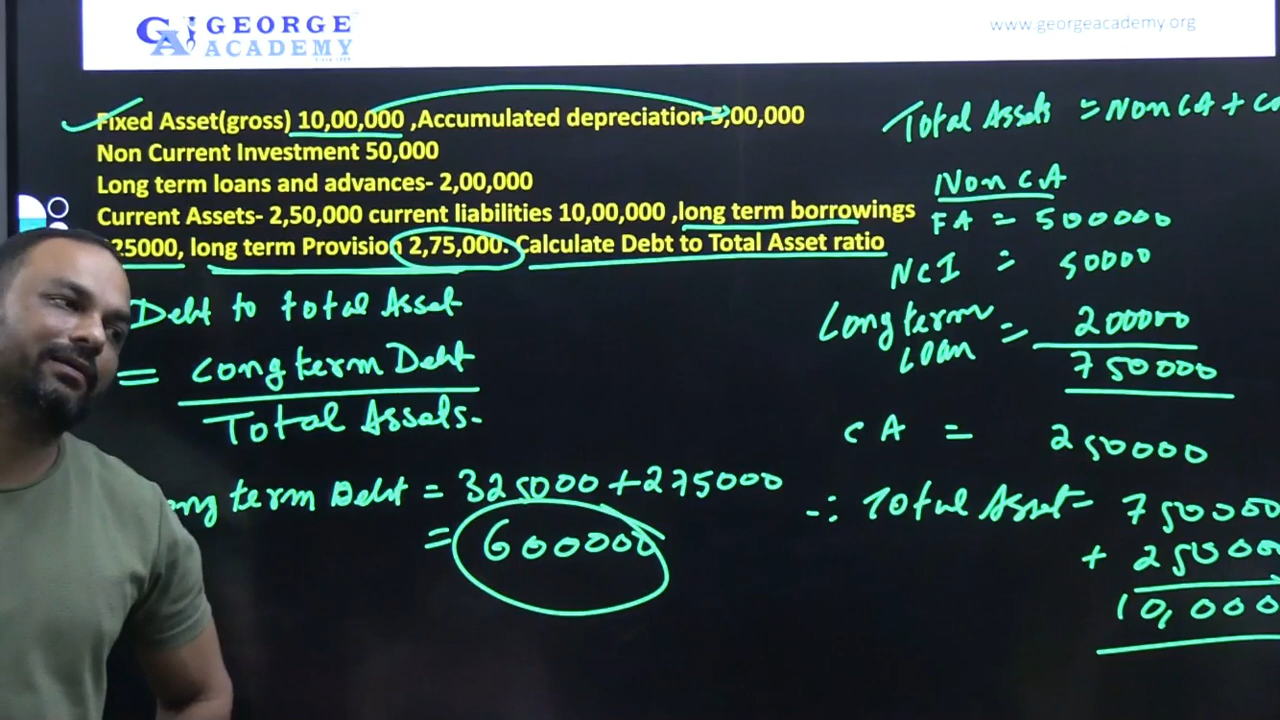 GEORGE
ACADEMY
www.georgeacademy.org
Fixed Asset(gross) 10,00,000 ,Accumulated depreciation 5,00,000
Non Current Investment 50,000
Long term loans and advances- 2,00,000
Current Assets- 2,50,000 current liabilities 10,00,000 ,long term borrowings
25000, long term Provision 2,75,000. Calculate Debt to Total Asset ratio
Debt to total Asset
= Long term Debt
Total Assets.
ng term Debt = 325000 + 275000
= 600000
Total Assets = Non CA + C
Non CA
FA = 500000
NCI = 50000
Long term Loan = 200000
750000
CA = 250000
∴ Total Asset = 750000
+ 25000
10,000